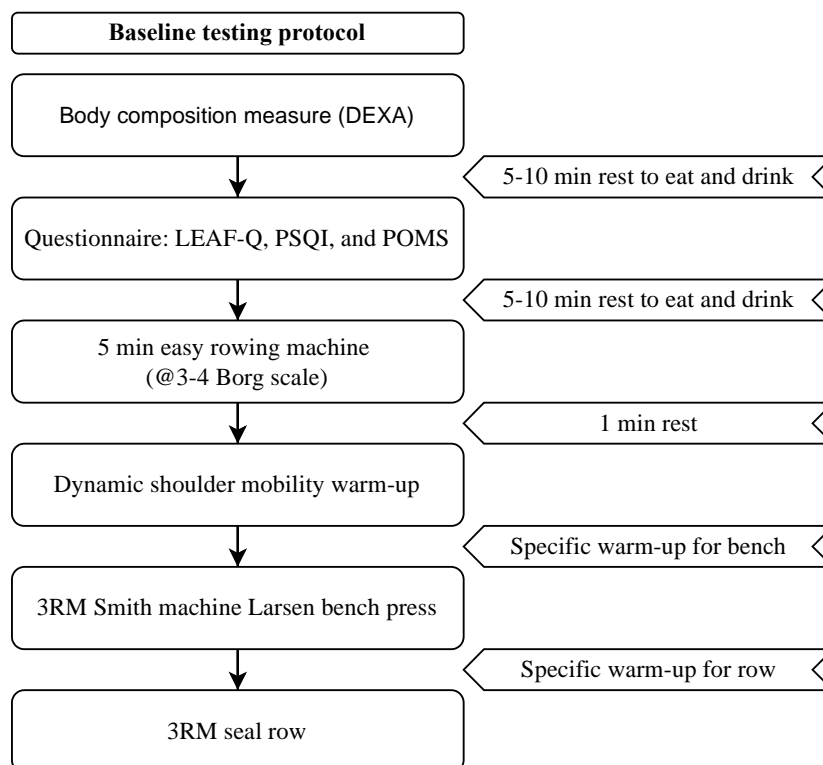 Baseline testing protocol
Body composition measure (DEXA)
5-10 min rest to eat and drink
Questionnaire: LEAF-Q, PSQI, and POMS
5-10 min rest to eat and drink
5 min easy rowing machine
(@3-4 Borg scale)
1 min rest
Dynamic shoulder mobility warm-up
Specific warm-up for bench
3RM Smith machine Larsen bench press
Specific warm-up for row
3RM seal row